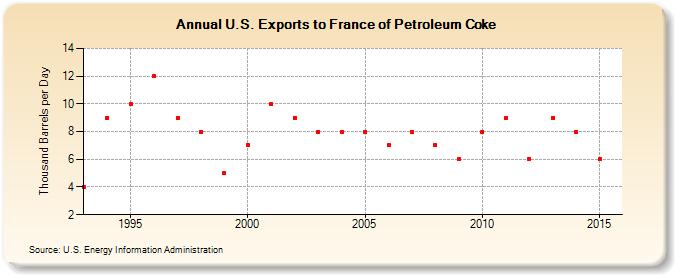 Annual U.S. Exports to France of Petroleum Coke
Thousand Barrels per Day
14
12
10
8
6
4
2
1995 2000 2005 2010 2015
Source: U.S. Energy Information Administration